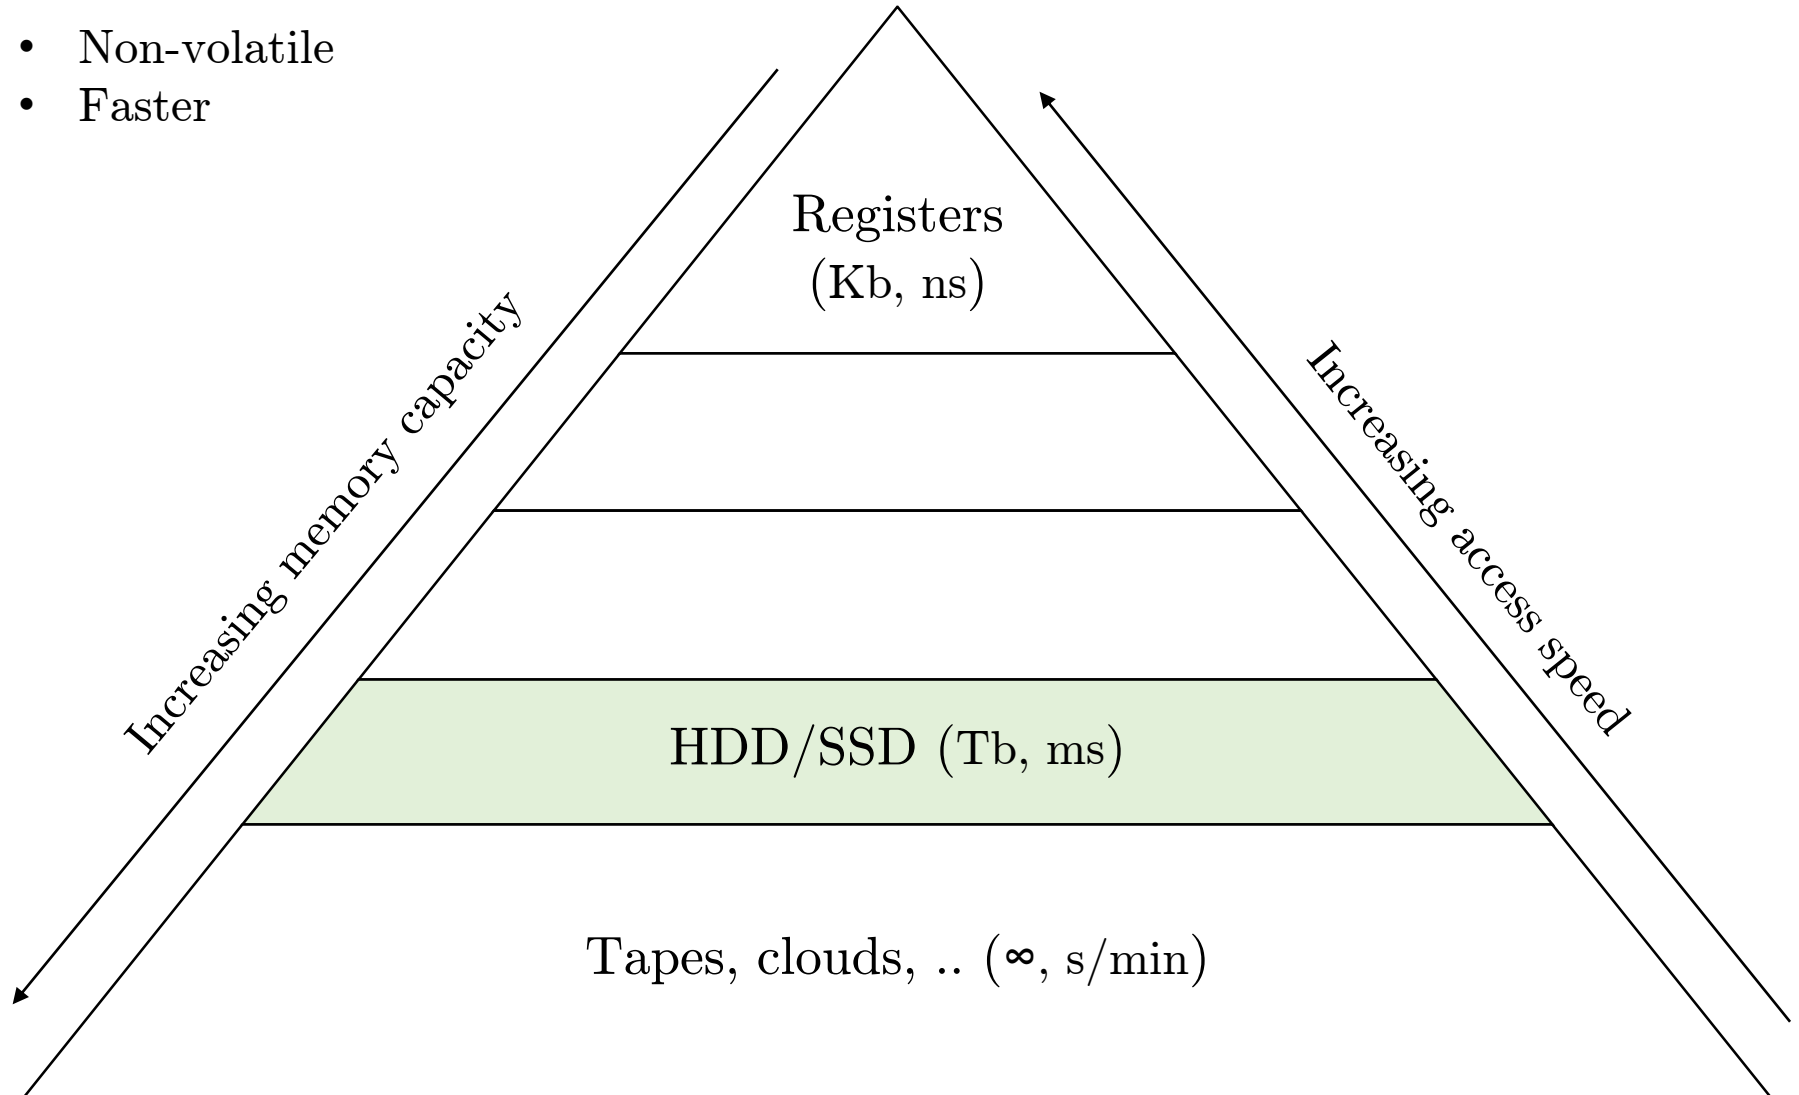 • Non-volatile
• Faster
Registers
(Kb, ns)
Increasing memory capacity
Increasing access speed
HDD/SSD (Tb, ms)
Tapes, clouds, .. (∞, s/min)